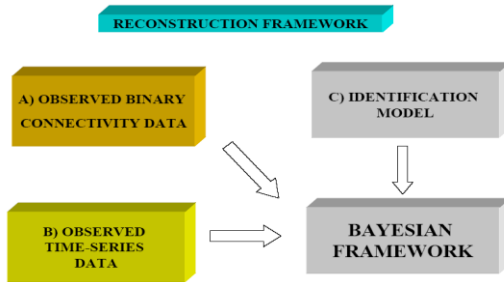 RECONSTRUCTION FRAMEWORK
A) OBSERVED BINARY
CONNECTIVITY DATA
C) IDENTIFICATION
MODEL
B) OBSERVED
TIME-SERIES
DATA
BAYESIAN
FRAMEWORK